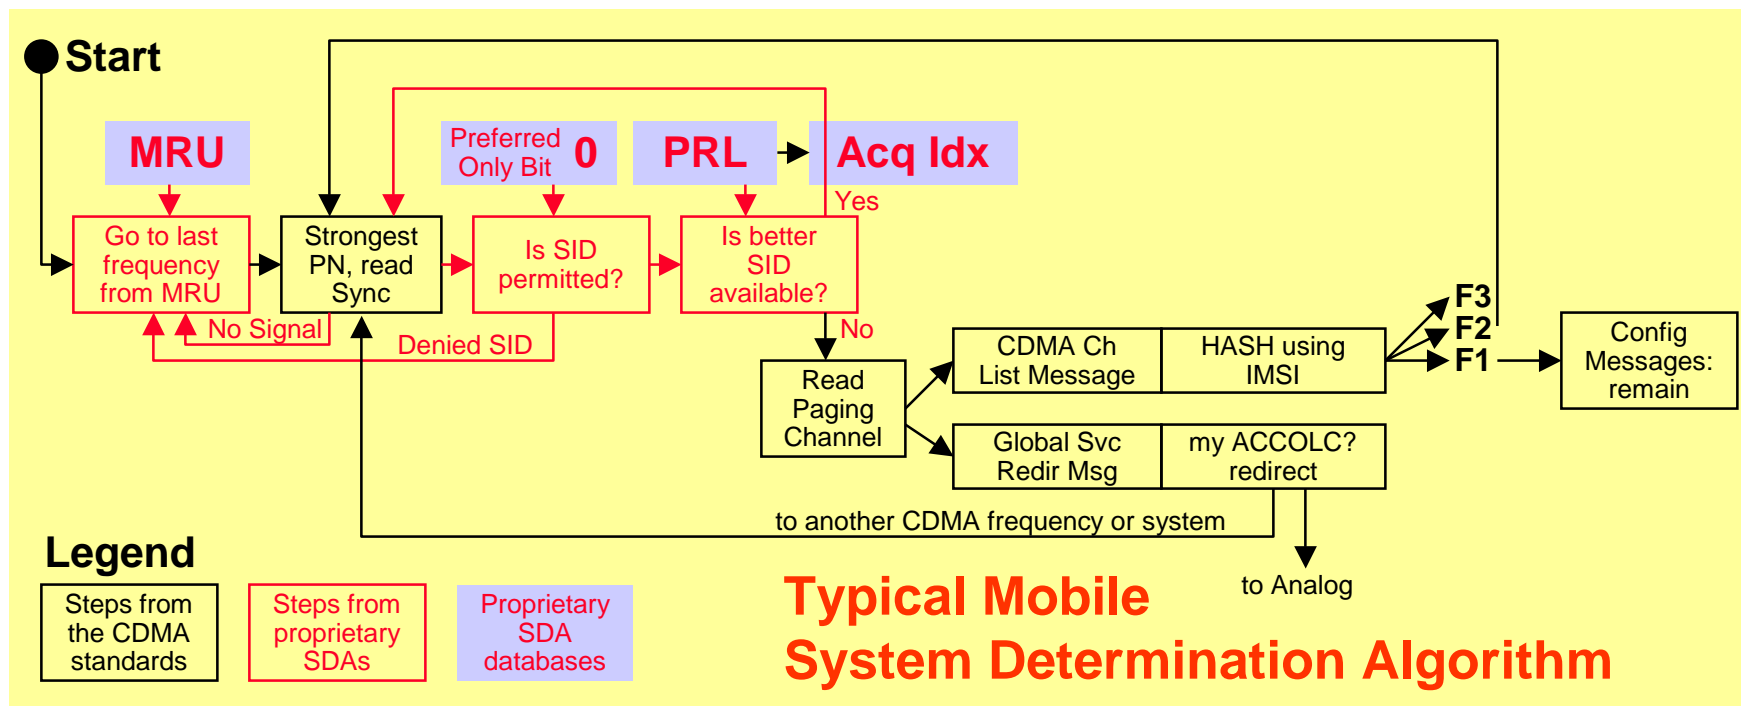 Start
MRU
Preferred
Only Bit 0
PRL
Acq Idx
Yes
Go to last
frequency
from MRU
Strongest
PN, read
Sync
Is SID
permitted?
Is better
SID
available?
No Signal
Denied SID
No
Read
Paging
Channel
CDMA Ch
List Message
HASH using
IMSI
F3
F2
F1
Config
Messages:
remain
Global Svc
Redir Msg
my ACCOLC?
redirect
to another CDMA frequency or system
to Analog
Legend
Steps from
the CDMA
standards
Steps from
proprietary
SDAs
Proprietary
SDA
databases
Typical Mobile
System Determination Algorithm